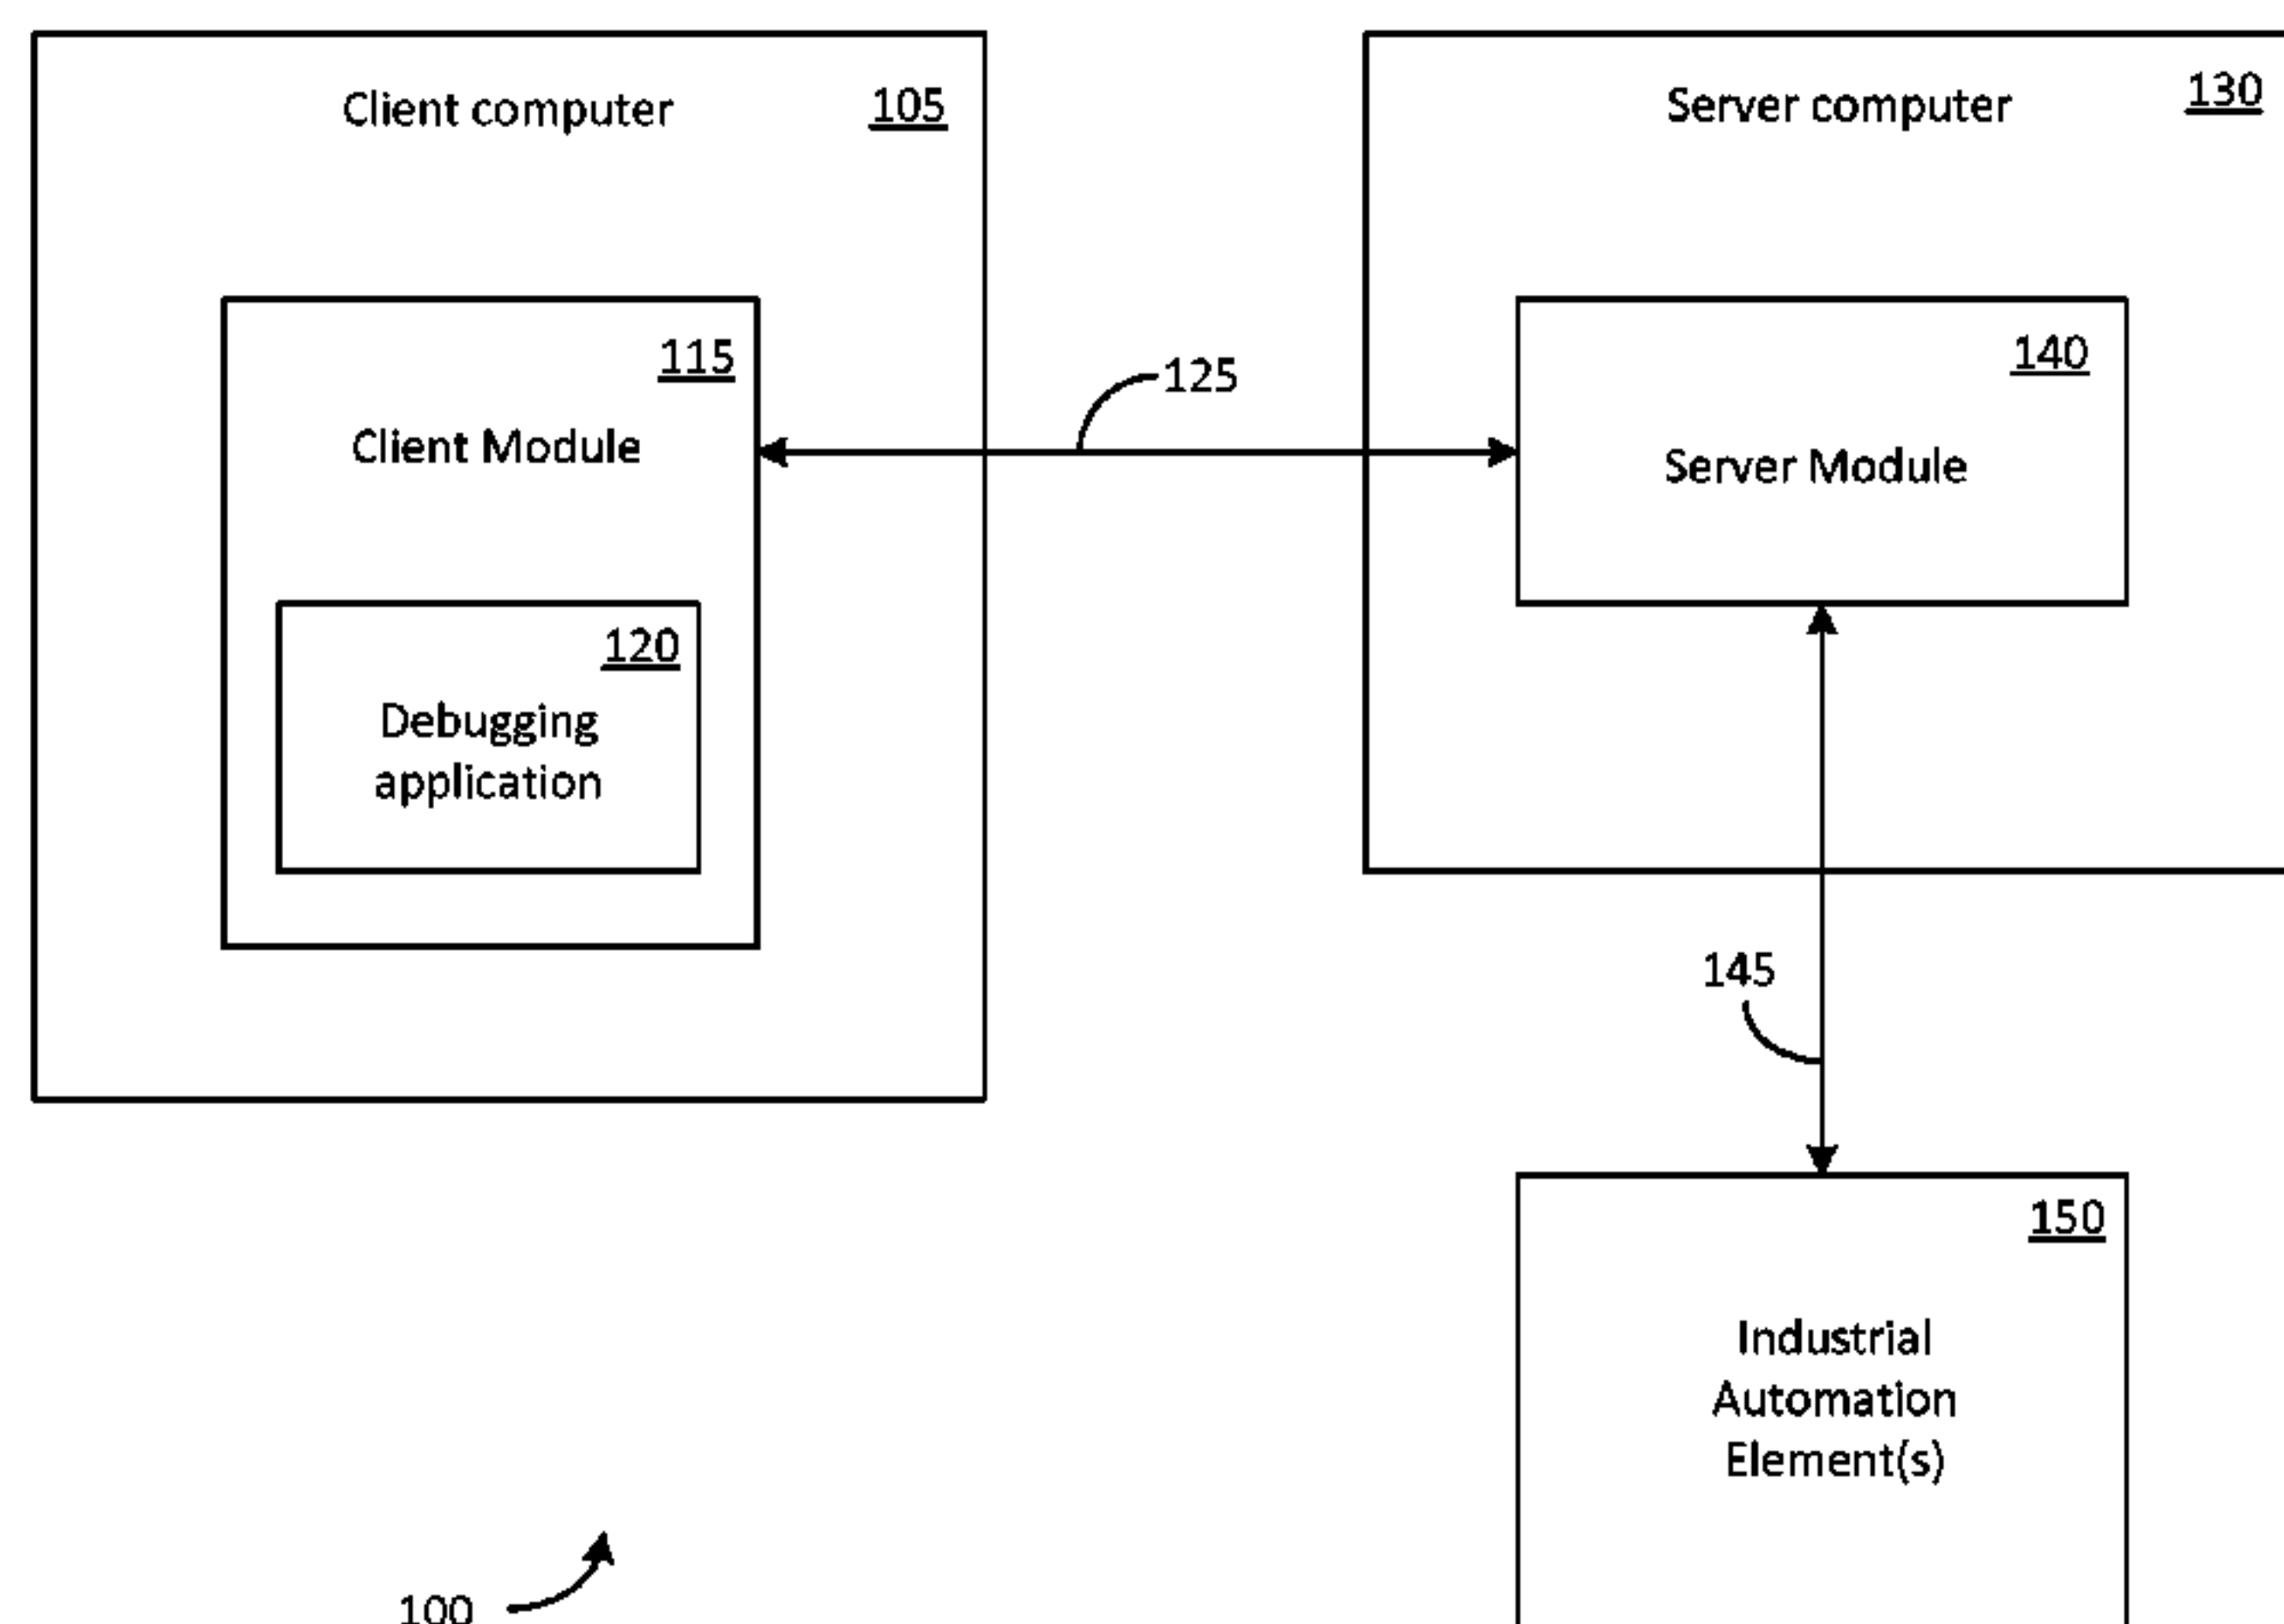 Client computer 105
115
Client Module
120
Debugging
application
125
Server computer 130
140
Server Module
145
150
Industrial
Automation
Element(s)
100